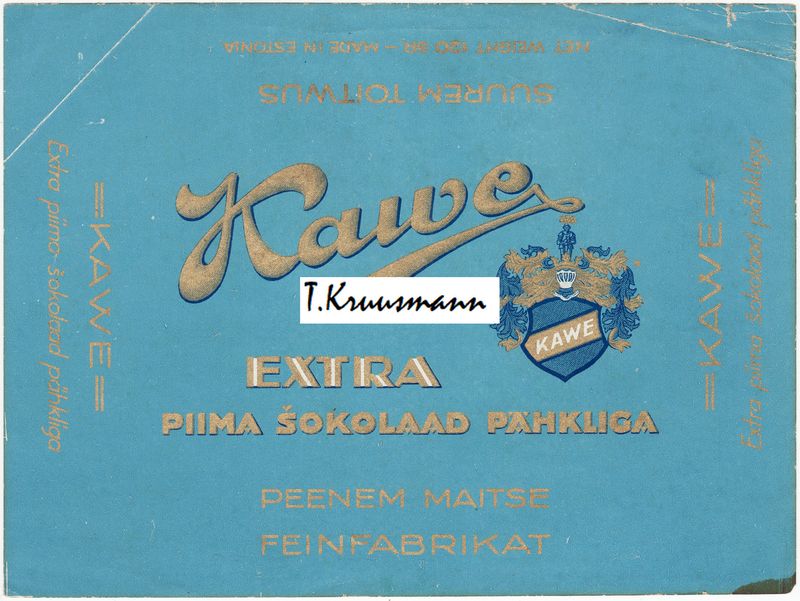 NET WEIGHT 120 GR. – MADE IN ESTONIA
SUUREM TOITWUS
Extra piima-šokolaad pähkliga
=KAWE=
Kawe
T.Kruusmann
KAWE
EXTRA
PIIMA ŠOKOLAAD PÄHKLIGA
=KAWE=
Extra piima šokolaad pähkliga
PEENEM MAITSE
FEINFABRIKAT